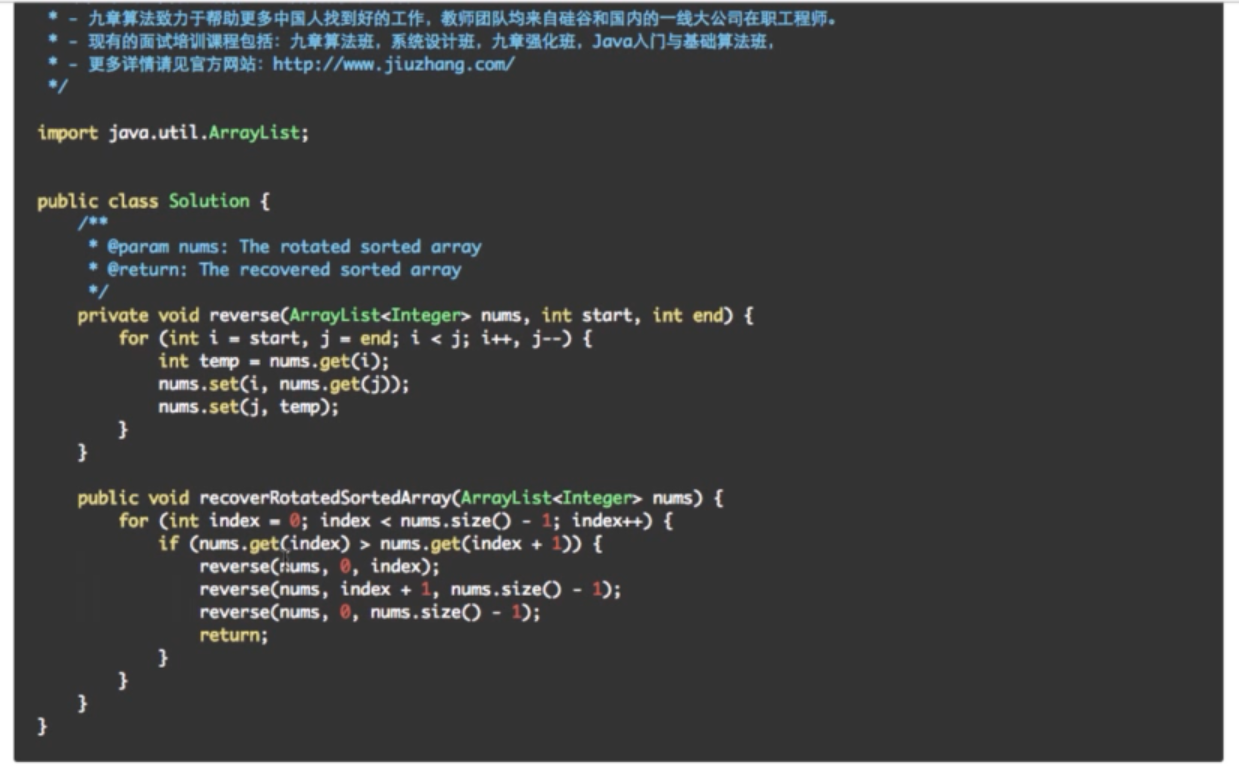 * - 九章算法致力于帮助更多中国人找到好的工作，教师团队均来自硅谷和国内的一线大公司在职工程师。
 * - 现有的面试培训课程包括：九章算法班，系统设计班，九章强化班，Java入门与基础算法班，
 * - 更多详情请见官方网站：http://www.jiuzhang.com/
 */
import java.util.ArrayList;
public class Solution {
    /**
     * @param nums: The rotated sorted array
     * @return: The recovered sorted array
     */
    private void reverse(ArrayList<Integer> nums, int start, int end) {
        for (int i = start, j = end; i < j; i++, j--) {
            int temp = nums.get(i);
            nums.set(i, nums.get(j));
            nums.set(j, temp);
        }
    }
    public void recoverRotatedSortedArray(ArrayList<Integer> nums) {
        for (int index = 0; index < nums.size() - 1; index++) {
            if (nums.get(index) > nums.get(index + 1)) {
                reverse(nums, 0, index);
                reverse(nums, index + 1, nums.size() - 1);
                reverse(nums, 0, nums.size() - 1);
                return;
            }
        }
    }
}